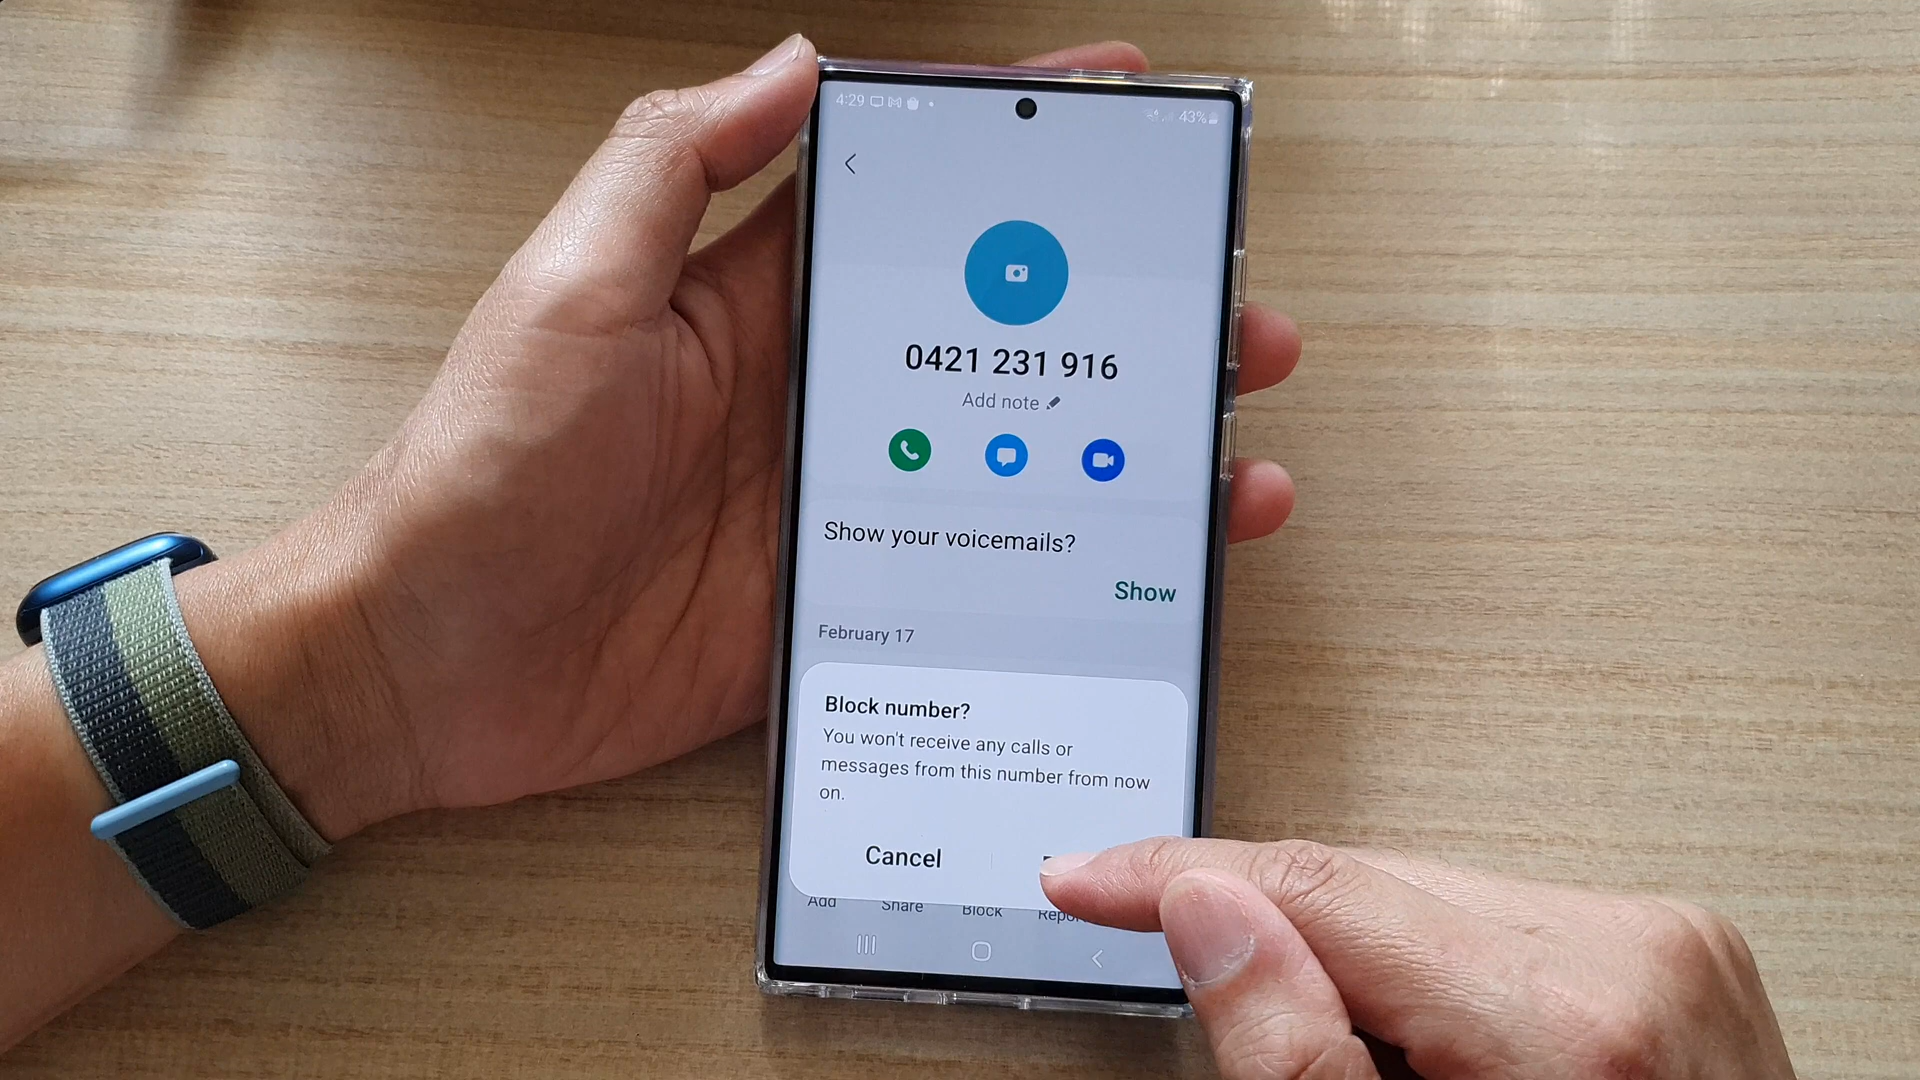 4:29
43%
0421 231 916
Add note
Show your voicemails?
Show
February 17
Block number?
You won't receive any calls or
messages from this number from now
on.
Cancel
Add Share Block